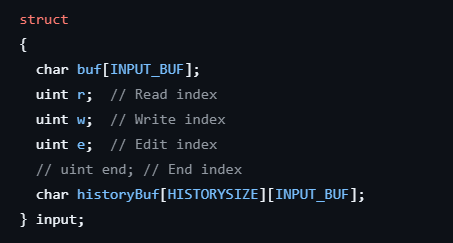 struct
{
char buf[INPUT_BUF];
uint r;  // Read index
uint w;  // Write index
uint e;  // Edit index
// uint end; // End index
char historyBuf[HISTORYSIZE][INPUT_BUF];
} input;